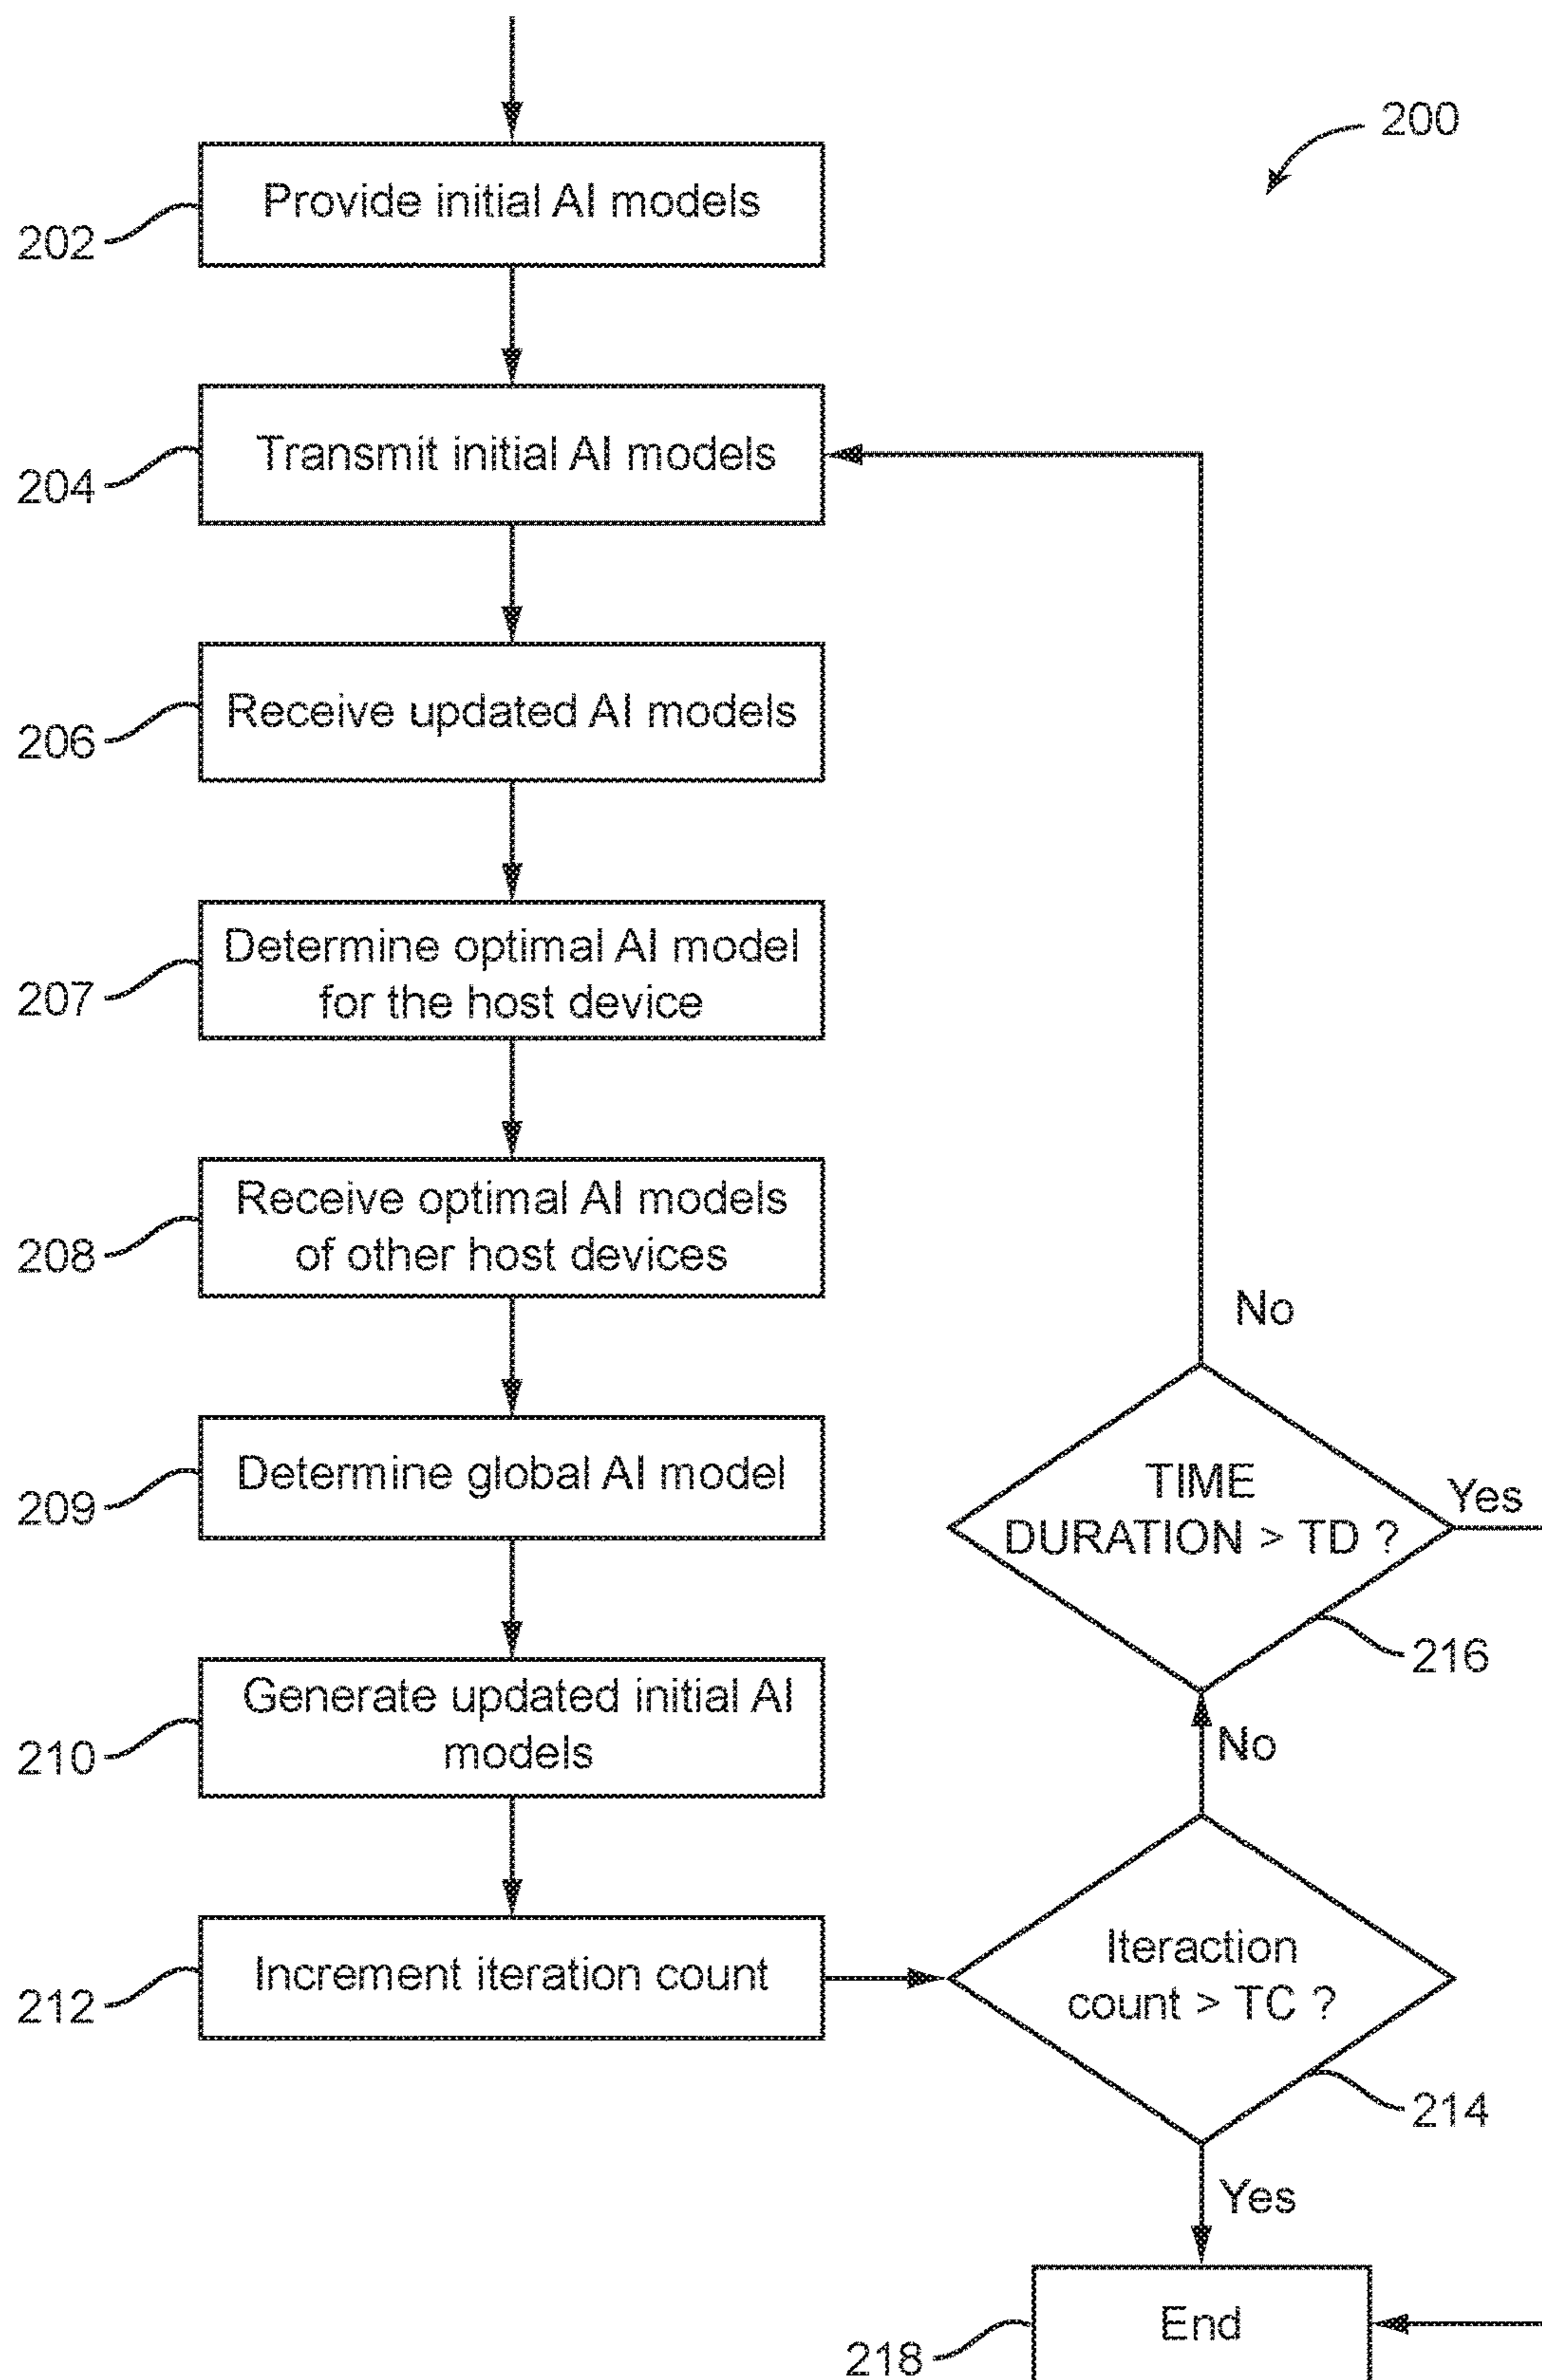 200
Provide initial AI models
202
Transmit initial AI models
204
Receive updated AI models
206
Determine optimal AI model
for the host device
207
Receive optimal AI models
of other host devices
208
No
Determine global AI model
209
TIME
DURATION > TD ?
Yes
216
Generate updated initial AI
models
210
No
Increment iteration count
212
Iteraction
count > TC ?
214
Yes
End
218